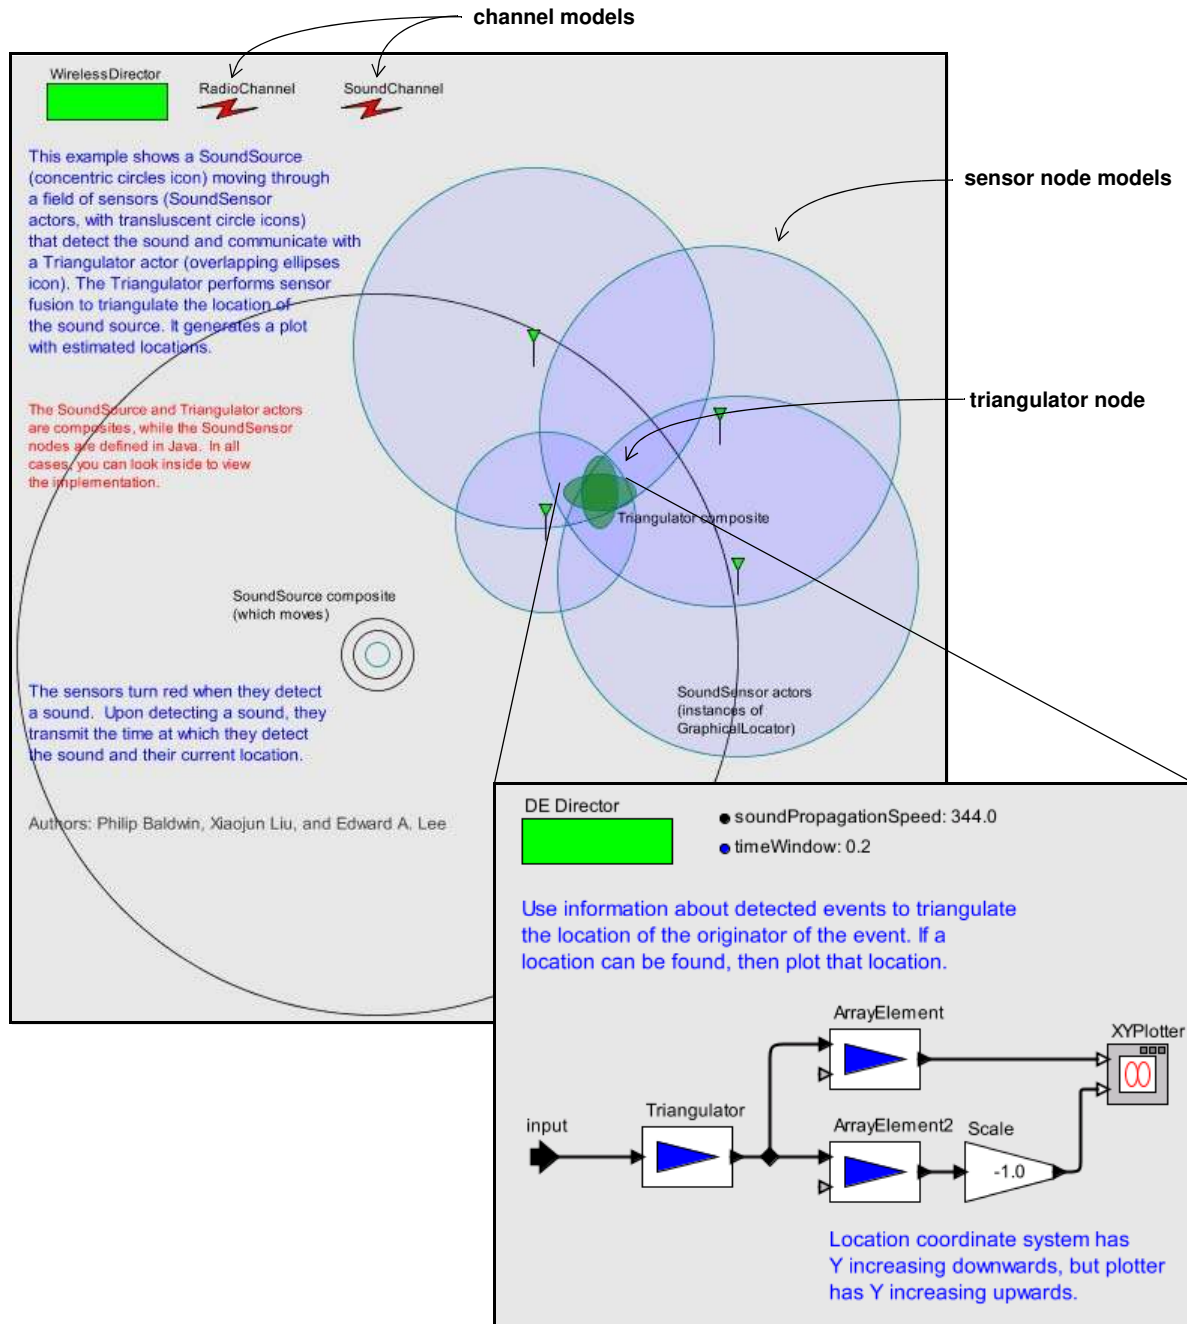 channel models
WirelessDirector
RadioChannel
SoundChannel
This example shows a SoundSource
(concentric circles icon) moving through
a field of sensors (SoundSensor
actors, with transluscent circle icons)
that detect the sound and communicate with
a Triangulator actor (overlapping ellipses
icon). The Triangulator performs sensor
fusion to triangulate the location of
the sound source. It generates a plot
with estimated locations.
sensor node models
The SoundSource and Triangulator actors
are composites, while the SoundSensor
nodes are defined in Java. In all
cases, you can look inside to view
the implementation.
triangulator node
Triangulator composite
SoundSource composite
(which moves)
The sensors turn red when they detect
a sound. Upon detecting a sound, they
transmit the time at which they detect
the sound and their current location.
SoundSensor actors
(instances of
GraphicalLocator)
Authors: Philip Baldwin, Xiaojun Liu, and Edward A. Lee
DE Director
soundPropagationSpeed: 344.0
timeWindow: 0.2
Use information about detected events to triangulate
the location of the originator of the event. If a
location can be found, then plot that location.
ArrayElement
XYPlotter
input
Triangulator
ArrayElement2
Scale
-1.0
Location coordinate system has
Y increasing downwards, but plotter
has Y increasing upwards.